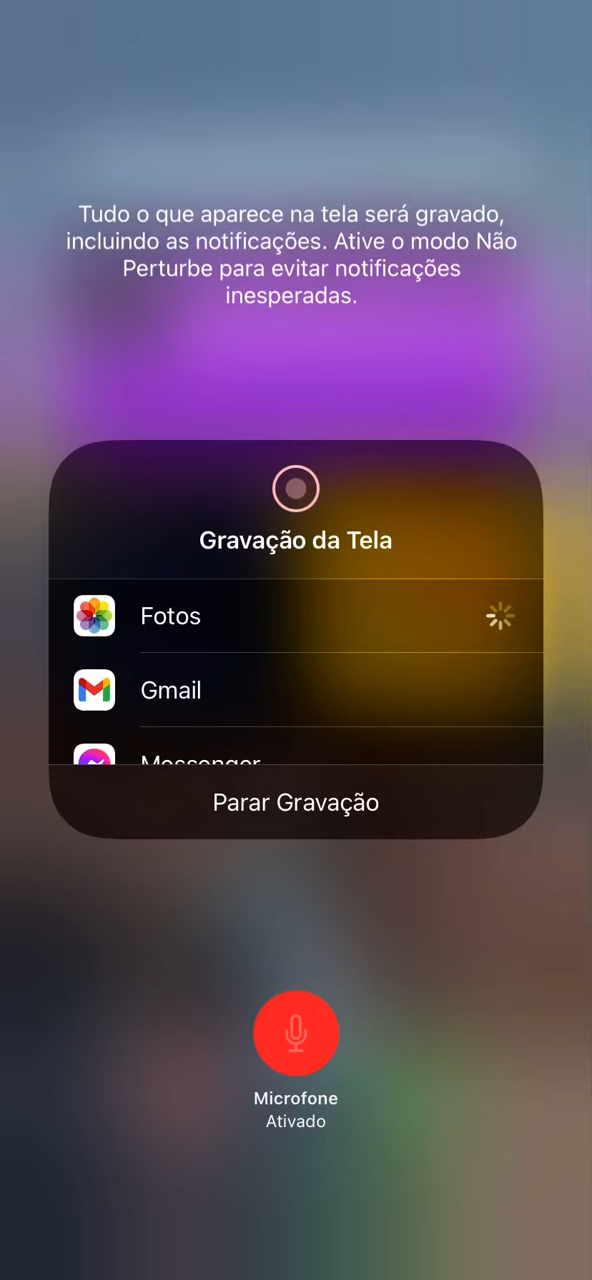 Tudo o que aparece na tela será gravado,
incluindo as notificações. Ative o modo Não
Perturbe para evitar notificações
inesperadas.
Gravação da Tela
Fotos
Gmail
Messenger
Parar Gravação
Microfone
Ativado